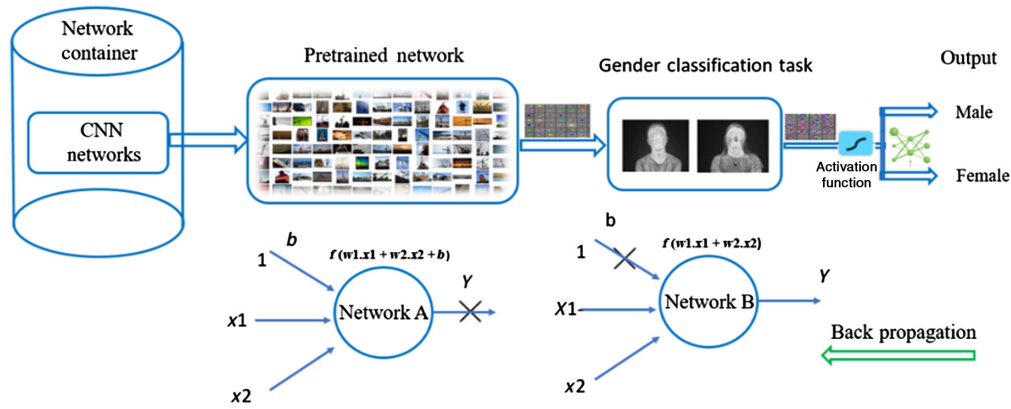 Network
container
CNN
networks
Pretrained network
Gender classification task
Output
Male
Female
Activation
function
b
1
f (w1.x1 + w2.x2 +b)
Y
Network A
x1
x2
b
1
f (w1.x1 + w2.x2)
Y
Network B
X1
x2
Back propagation